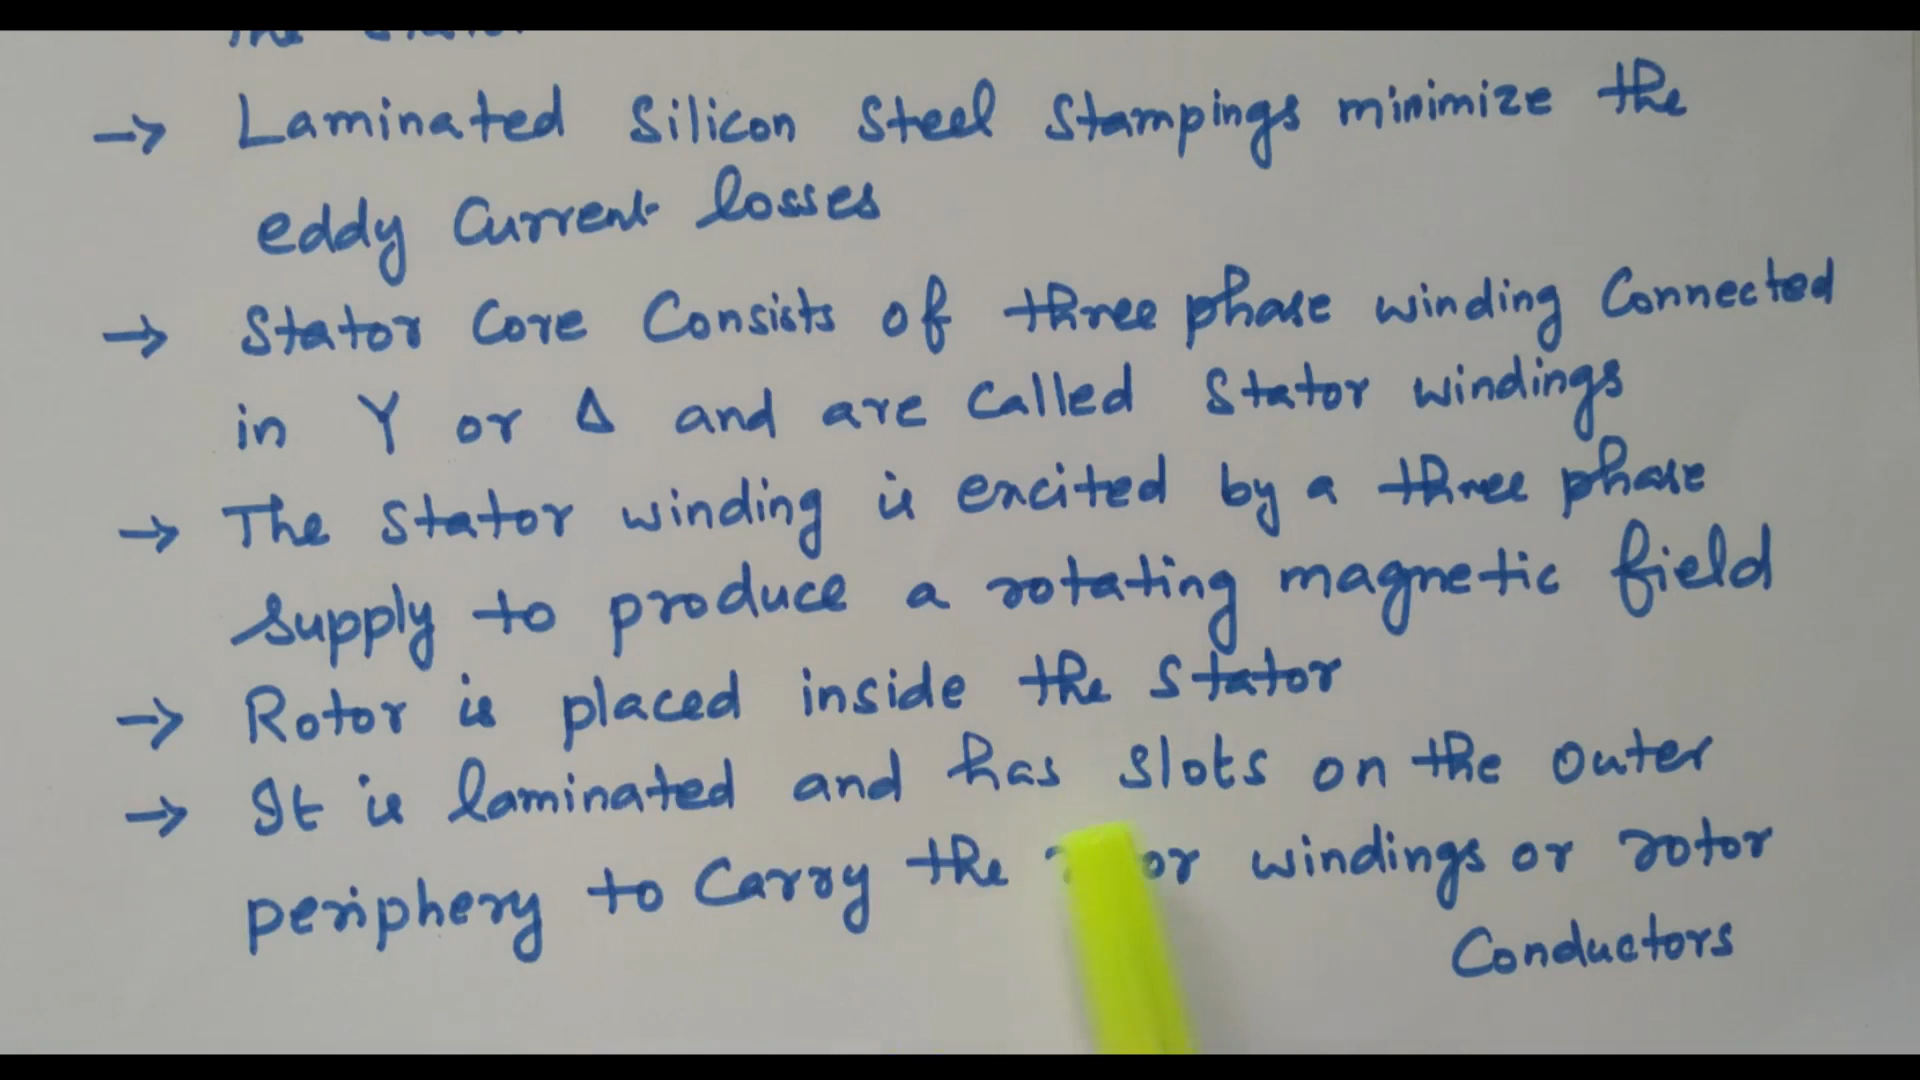 the stator
→ Laminated Silicon Steel Stampings minimize the
eddy Current losses
→ Stator Core Consists of three phase winding Connected
in Y or Δ and are called Stator windings
→ The Stator winding is excited by a three phase
supply to produce a rotating magnetic field
→ Rotor is placed inside the Stator
→ It is laminated and has slots on the outer
periphery to Carry the windings or rotor
Conductors